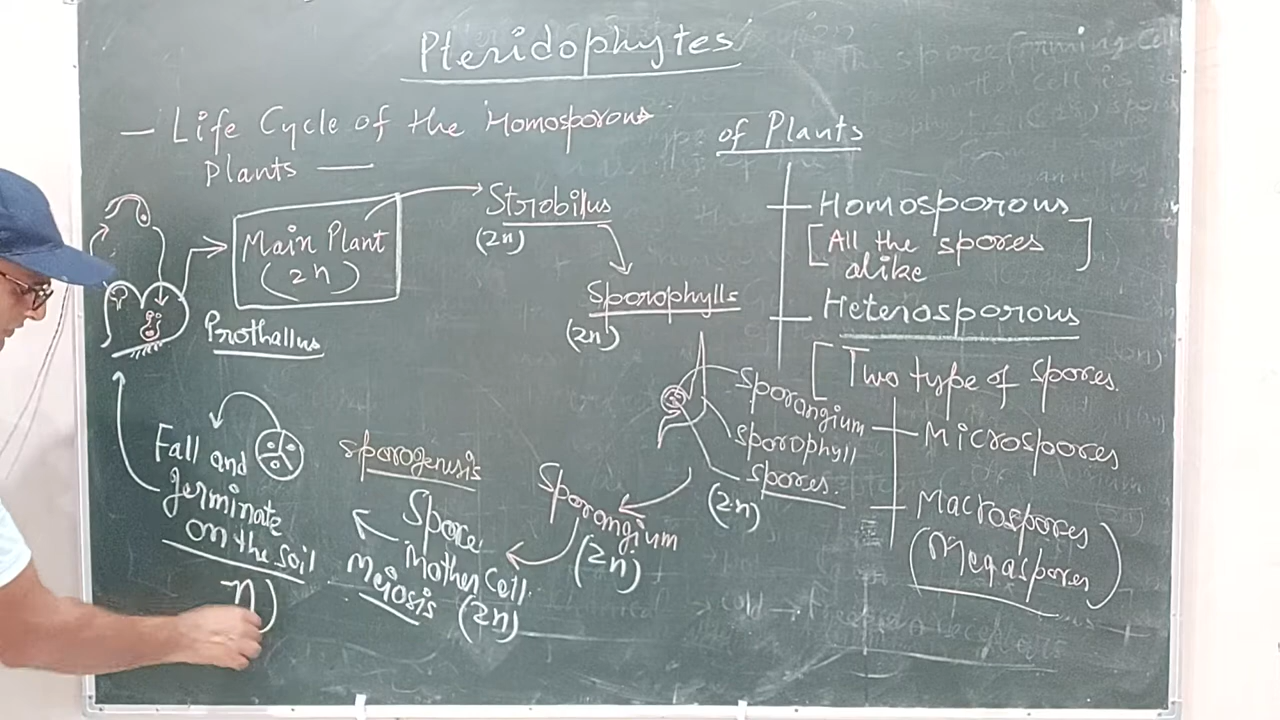 Pteridophytes
— Life Cycle of the Homosporous
Plants —
of Plants
Homosporous
[All the spores
alike]
Heterosporous
[Two type of Spores.
Microspores
Macrospores
(Megaspores)
Main Plant
(2n)
Strobilus
(2n)
Sporophylls
(2n)
Sporangium
Sporophyll
Spores.
(2n)
Sporangium
(2n)
Spore
Mother Cell
(2n)
Meiosis
Sporogenisis
Fall and
germinate
on the soil
n)
Prothallus